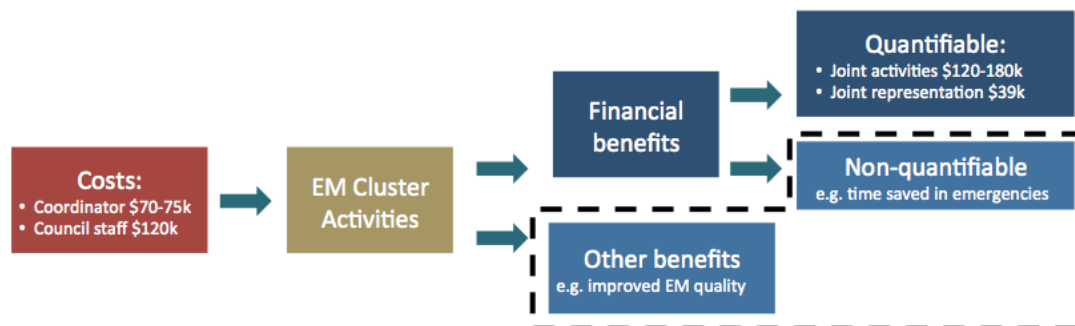 Costs:
• Coordinator $70-75k
• Council staff $120k
EM Cluster
Activities
Financial
benefits
Other benefits
e.g. improved EM quality
Quantifiable:
• Joint activities $120-180k
• Joint representation $39k
Non-quantifiable
e.g. time saved in emergencies